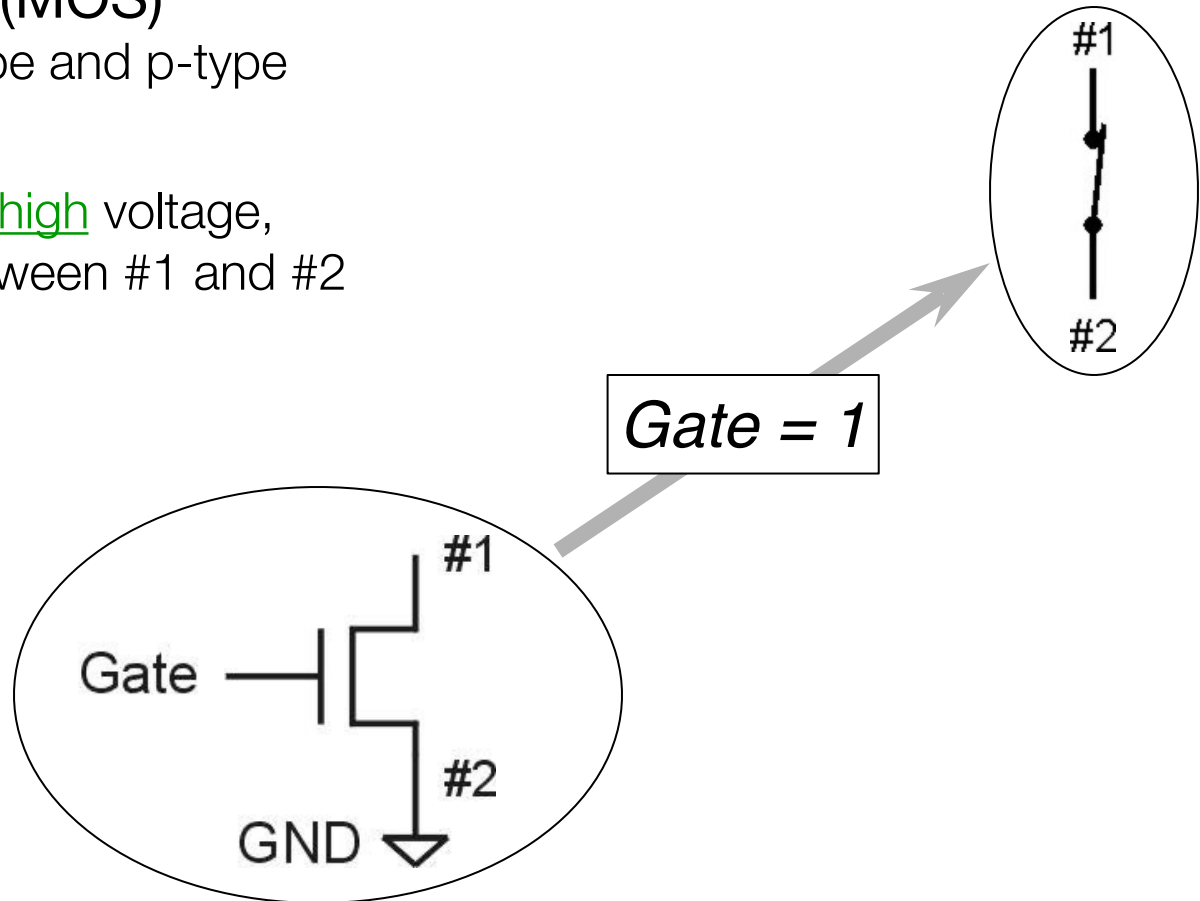 (MOS)
pe and p-type
high voltage,
ween #1 and #2
#1
#2
Gate = 1
#1
Gate
#2
GND